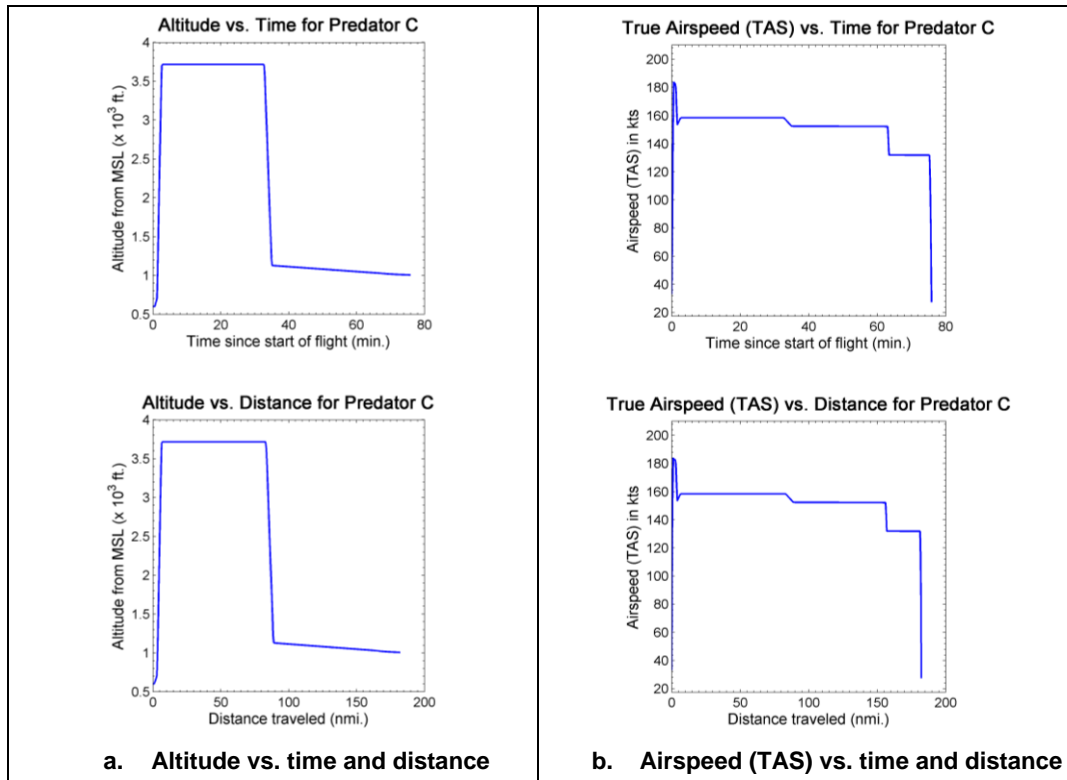 Altitude vs. Time for Predator C
4
3.5
3
2.5
2
1.5
1
0.5
0 20 40 60 80
Altitude from MSL (x 10³ ft.)
Time since start of flight (min.)
Altitude vs. Distance for Predator C
4
3.5
3
2.5
2
1.5
1
0.5
0 50 100 150 200
Altitude from MSL (x 10³ ft.)
Distance traveled (nmi.)
a. Altitude vs. time and distance
True Airspeed (TAS) vs. Time for Predator C
200
180
160
140
120
100
80
60
40
20
0 20 40 60 80
Airspeed (TAS) in kts
Time since start of flight (min.)
True Airspeed (TAS) vs. Distance for Predator C
200
180
160
140
120
100
80
60
40
20
0 50 100 150 200
Airspeed (TAS) in kts
Distance traveled (nmi.)
b. Airspeed (TAS) vs. time and distance